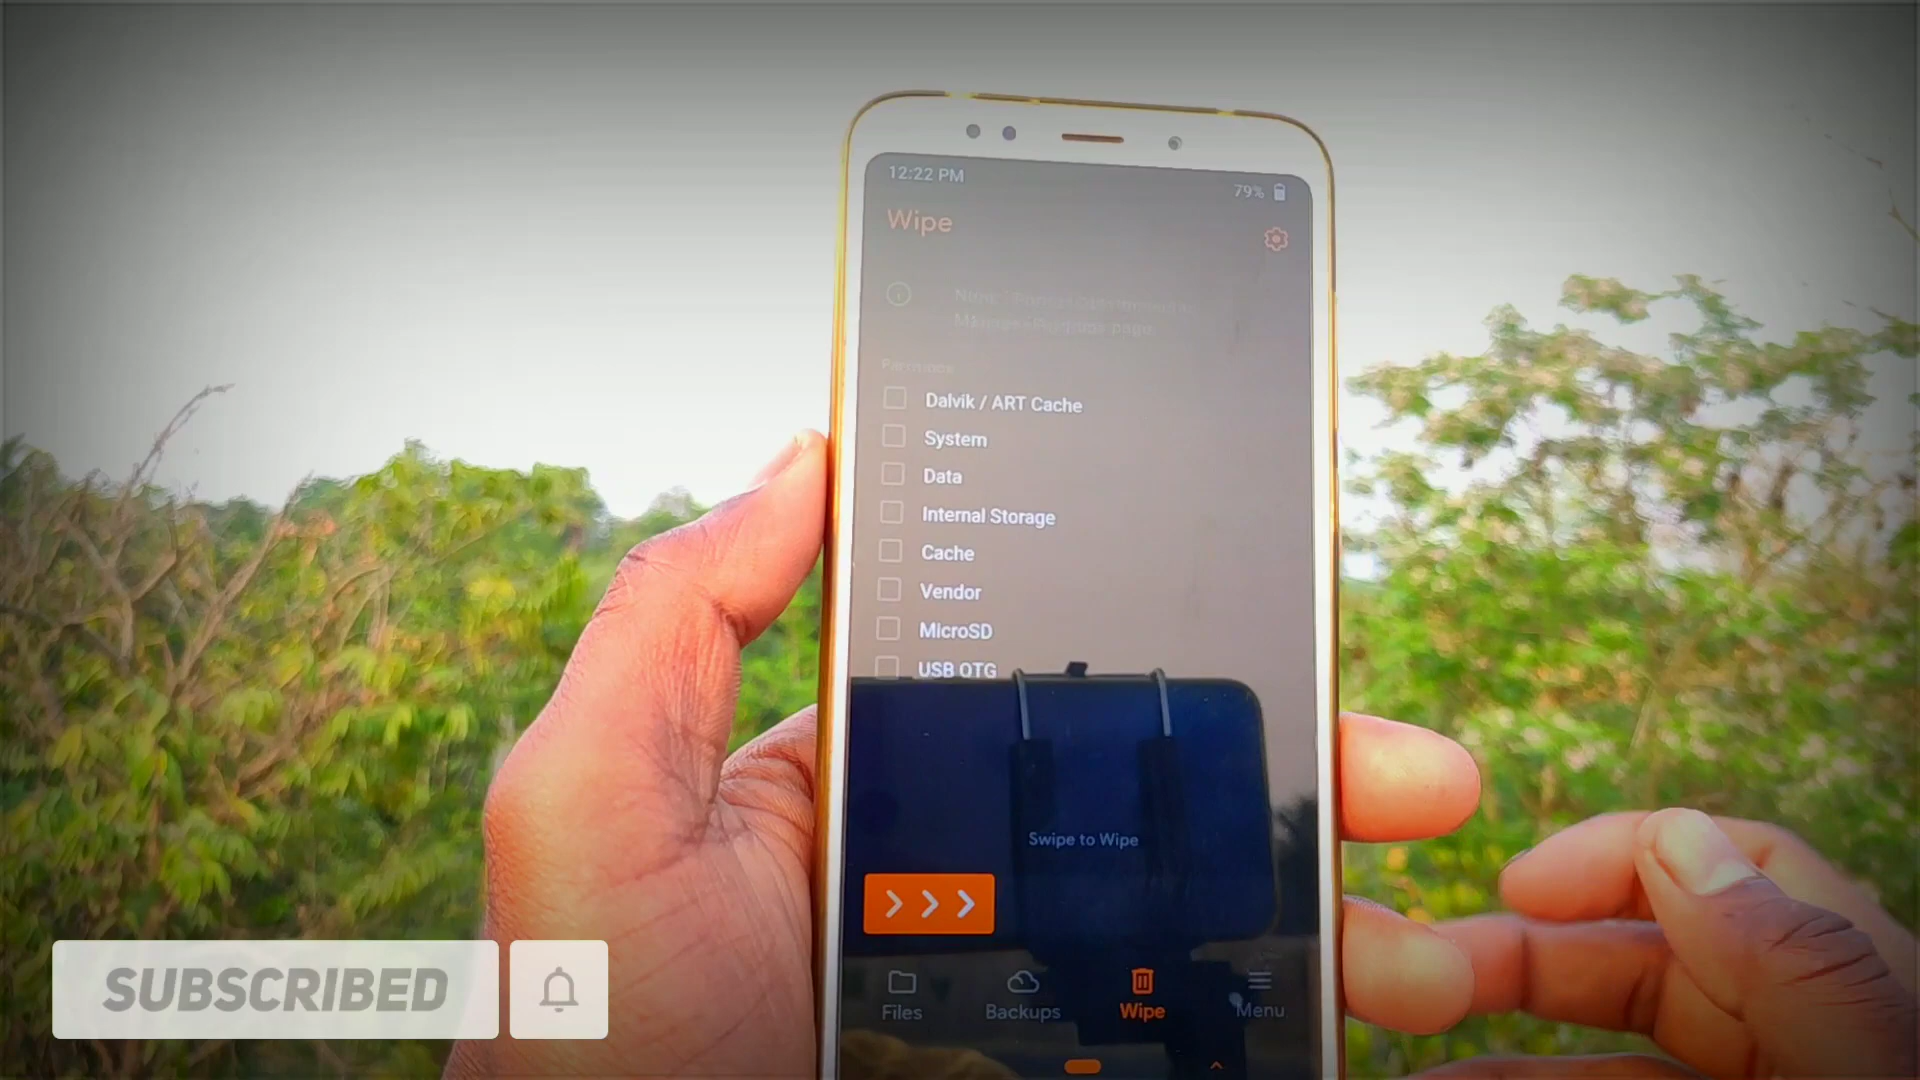 12:22 PM
79%
Wipe
Partitions
Dalvik / ART Cache
System
Data
Internal Storage
Cache
Vendor
MicroSD
USB OTG
Swipe to Wipe
Files
Backups
Wipe
Menu
SUBSCRIBED